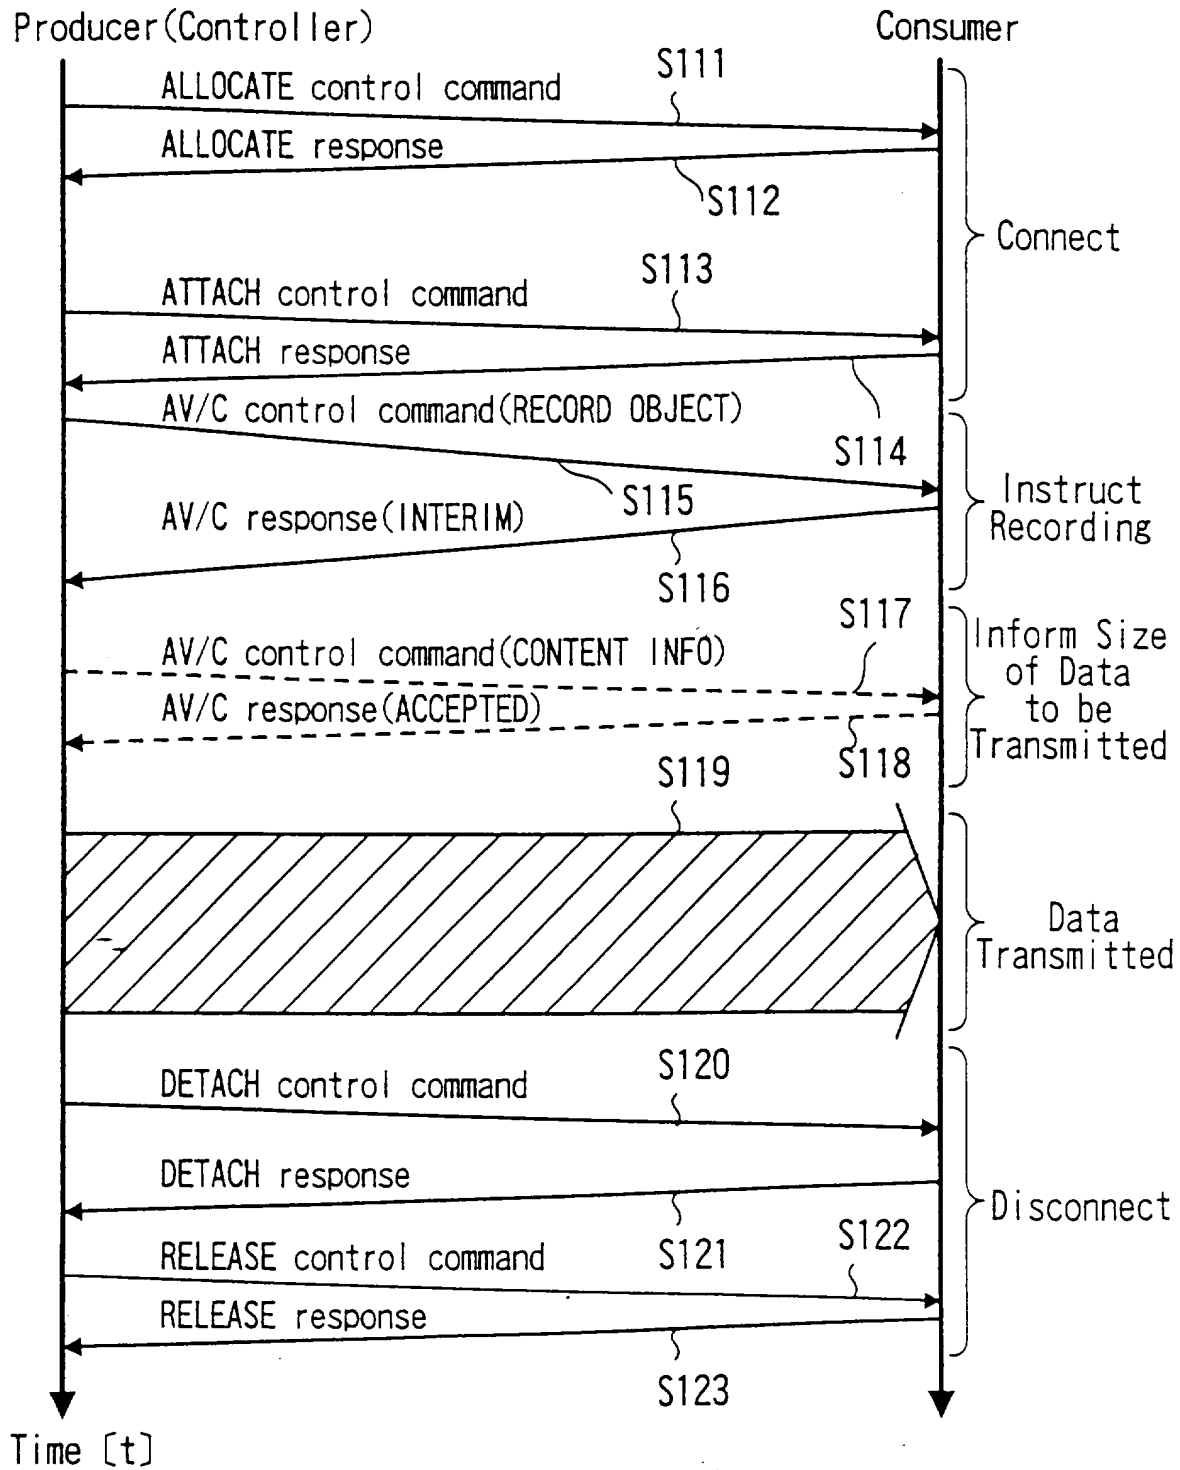 Producer(Controller)
Consumer
ALLOCATE control command
S111
ALLOCATE response
S112
Connect
ATTACH control command
S113
ATTACH response
S114
AV/C control command(RECORD OBJECT)
S115
Instruct
Recording
AV/C response(INTERIM)
S116
S117
AV/C control command(CONTENT INFO)
Inform Size
of Data
to be
Transmitted
AV/C response(ACCEPTED)
S118
S119
Data
Transmitted
DETACH control command
S120
DETACH response
S121
Disconnect
RELEASE control command
S122
RELEASE response
S123
Time [t]